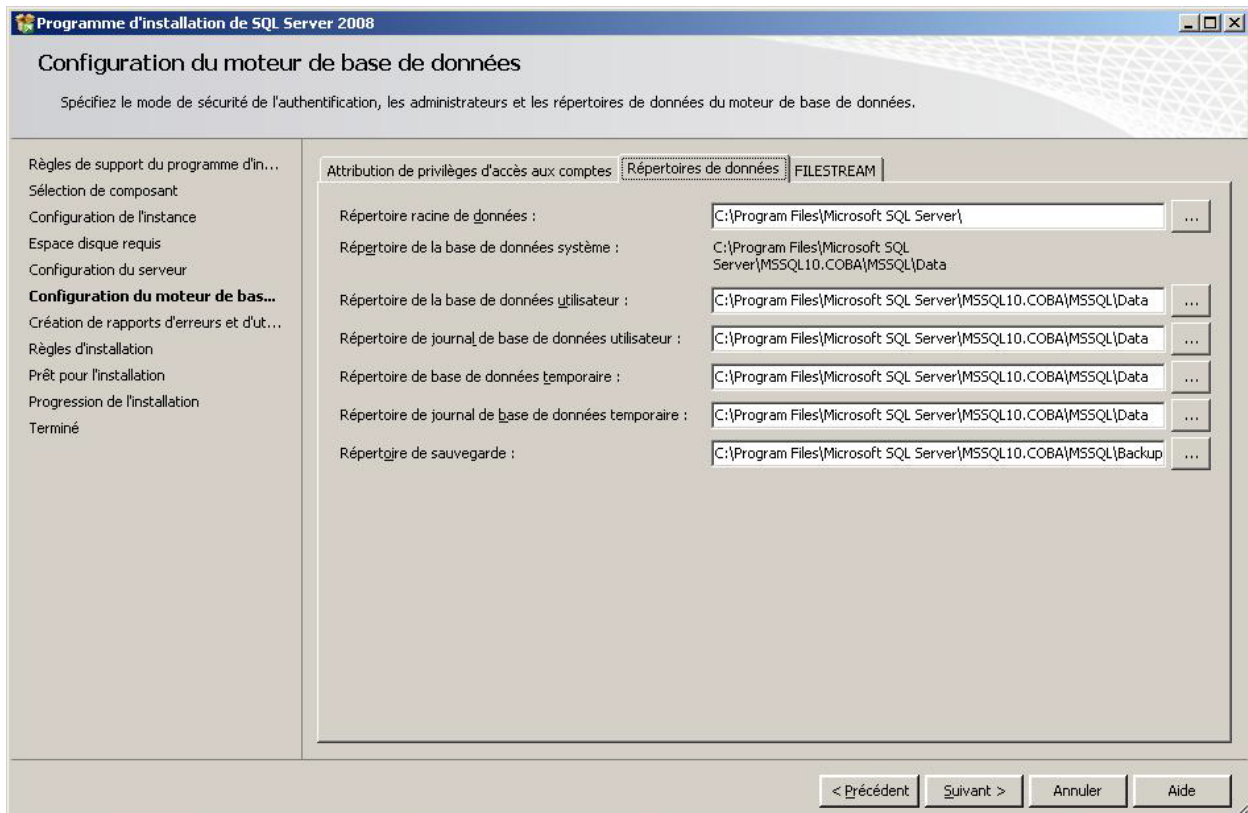 Programme d'installation de SQL Server 2008
Configuration du moteur de base de données
Spécifiez le mode de sécurité de l'authentification, les administrateurs et les répertoires de données du moteur de base de données.
Règles de support du programme d'in...
Sélection de composant
Configuration de l'instance
Espace disque requis
Configuration du serveur
Configuration du moteur de bas...
Création de rapports d'erreurs et d'ut...
Règles d'installation
Prêt pour l'installation
Progression de l'installation
Terminé
Attribution de privilèges d'accès aux comptes Répertoires de données FILESTREAM
Répertoire racine de données : C:\Program Files\Microsoft SQL Server\ ...
Répertoire de la base de données système : C:\Program Files\Microsoft SQL
Server\MSSQL10.COBA\MSSQL\Data
Répertoire de la base de données utilisateur : C:\Program Files\Microsoft SQL Server\MSSQL10.COBA\MSSQL\Data ...
Répertoire de journal de base de données utilisateur : C:\Program Files\Microsoft SQL Server\MSSQL10.COBA\MSSQL\Data ...
Répertoire de base de données temporaire : C:\Program Files\Microsoft SQL Server\MSSQL10.COBA\MSSQL\Data ...
Répertoire de journal de base de données temporaire : C:\Program Files\Microsoft SQL Server\MSSQL10.COBA\MSSQL\Data ...
Répertoire de sauvegarde : C:\Program Files\Microsoft SQL Server\MSSQL10.COBA\MSSQL\Backup ...
< Précédent Suivant > Annuler Aide